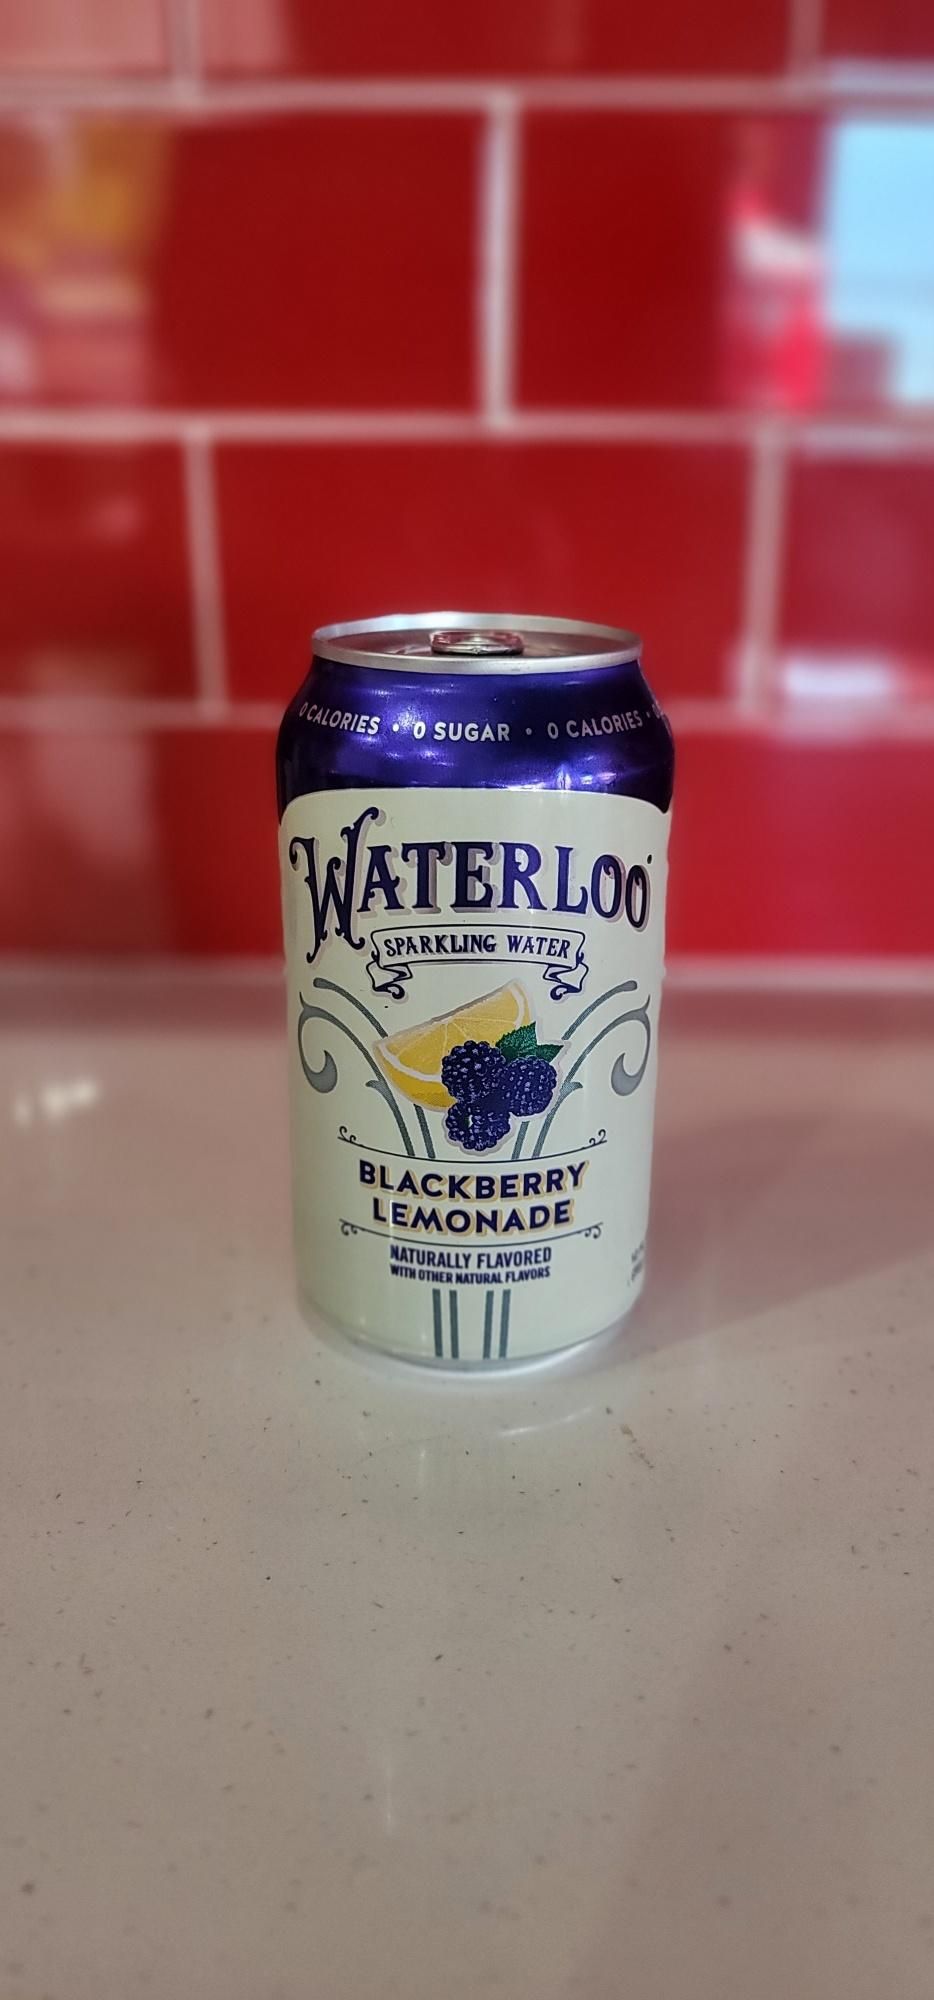 0 CALORIES • 0 SUGAR • 0 CALORIES •
WATERLOO
SPARKLING WATER
BLACKBERRY
LEMONADE
NATURALLY FLAVORED
WITH OTHER NATURAL FLAVORS